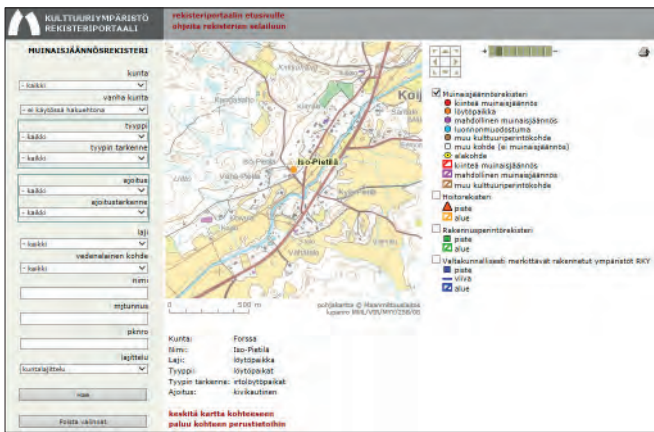 KULTTUURIYMPÄRISTÖ
REKISTERIPORTAALI
rekisteriportaalin etusivulle
ohjeita rekisterien selailuun
MUINAISJÄÄNNÖSREKISTERI
kunta
- kaikki
vanha kunta
- ei käytössä hakuehtona
tyyppi
- kaikki
tyypin tarkenne
- kaikki
ajoitus
- kaikki
ajoitustarkenne
- kaikki
laji
- kaikki
vedenalainen kohde
- kaikki
nimi
mjtunnus
pknro
lajittelu
kuntalajittelu
Hae
Poista valinnat
Koij
Iso-Pietilä
0 500 m
pohjakartta © Maanmittauslaitos
Kunta: Forssa
Nimi: Iso-Pietilä
Laji: löytöpaikka
Tyyppi: löytöpaikat
Tyypin tarkenne: irtolöytöpaikat
Ajoitus: kivikautinen
keskitä kartta kohteeseen
paluu kohteen perustietoihin
Muinaisjäännösrekisteri
kiinteä muinaisjäännös
löytöpaikka
mahdollinen muinaisjäännös
luonnonmuodostuma
muu kulttuuriperintökohde
muu kohde (ei muinaisjäännös)
alakohde
kiinteä muinaisjäännös
mahdollinen muinaisjäännös
muu kulttuuriperintökohde
Hoitorekisteri
piste
alue
Rakennusperintörekisteri
piste
alue
Valtakunnallisesti merkittävät rakennetut ympäristöt RKY
piste
viiva
alue